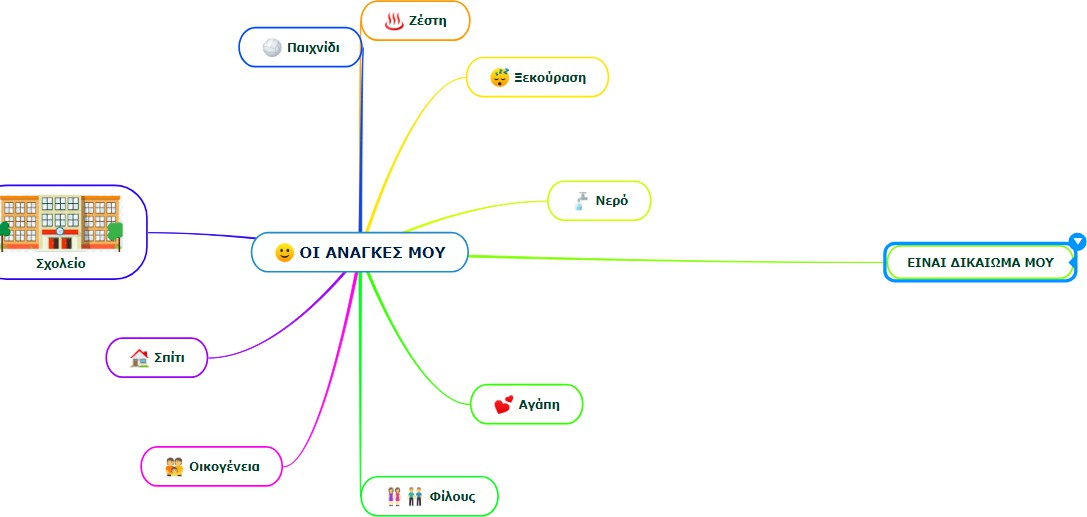 Ζέστη
Παιχνίδι
Ξεκούραση
Νερό
ΟΙ ΑΝΑΓΚΕΣ ΜΟΥ
ΕΙΝΑΙ ΔΙΚΑΙΩΜΑ ΜΟΥ
Σχολείο
Σπίτι
Αγάπη
Οικογένεια
Φίλους